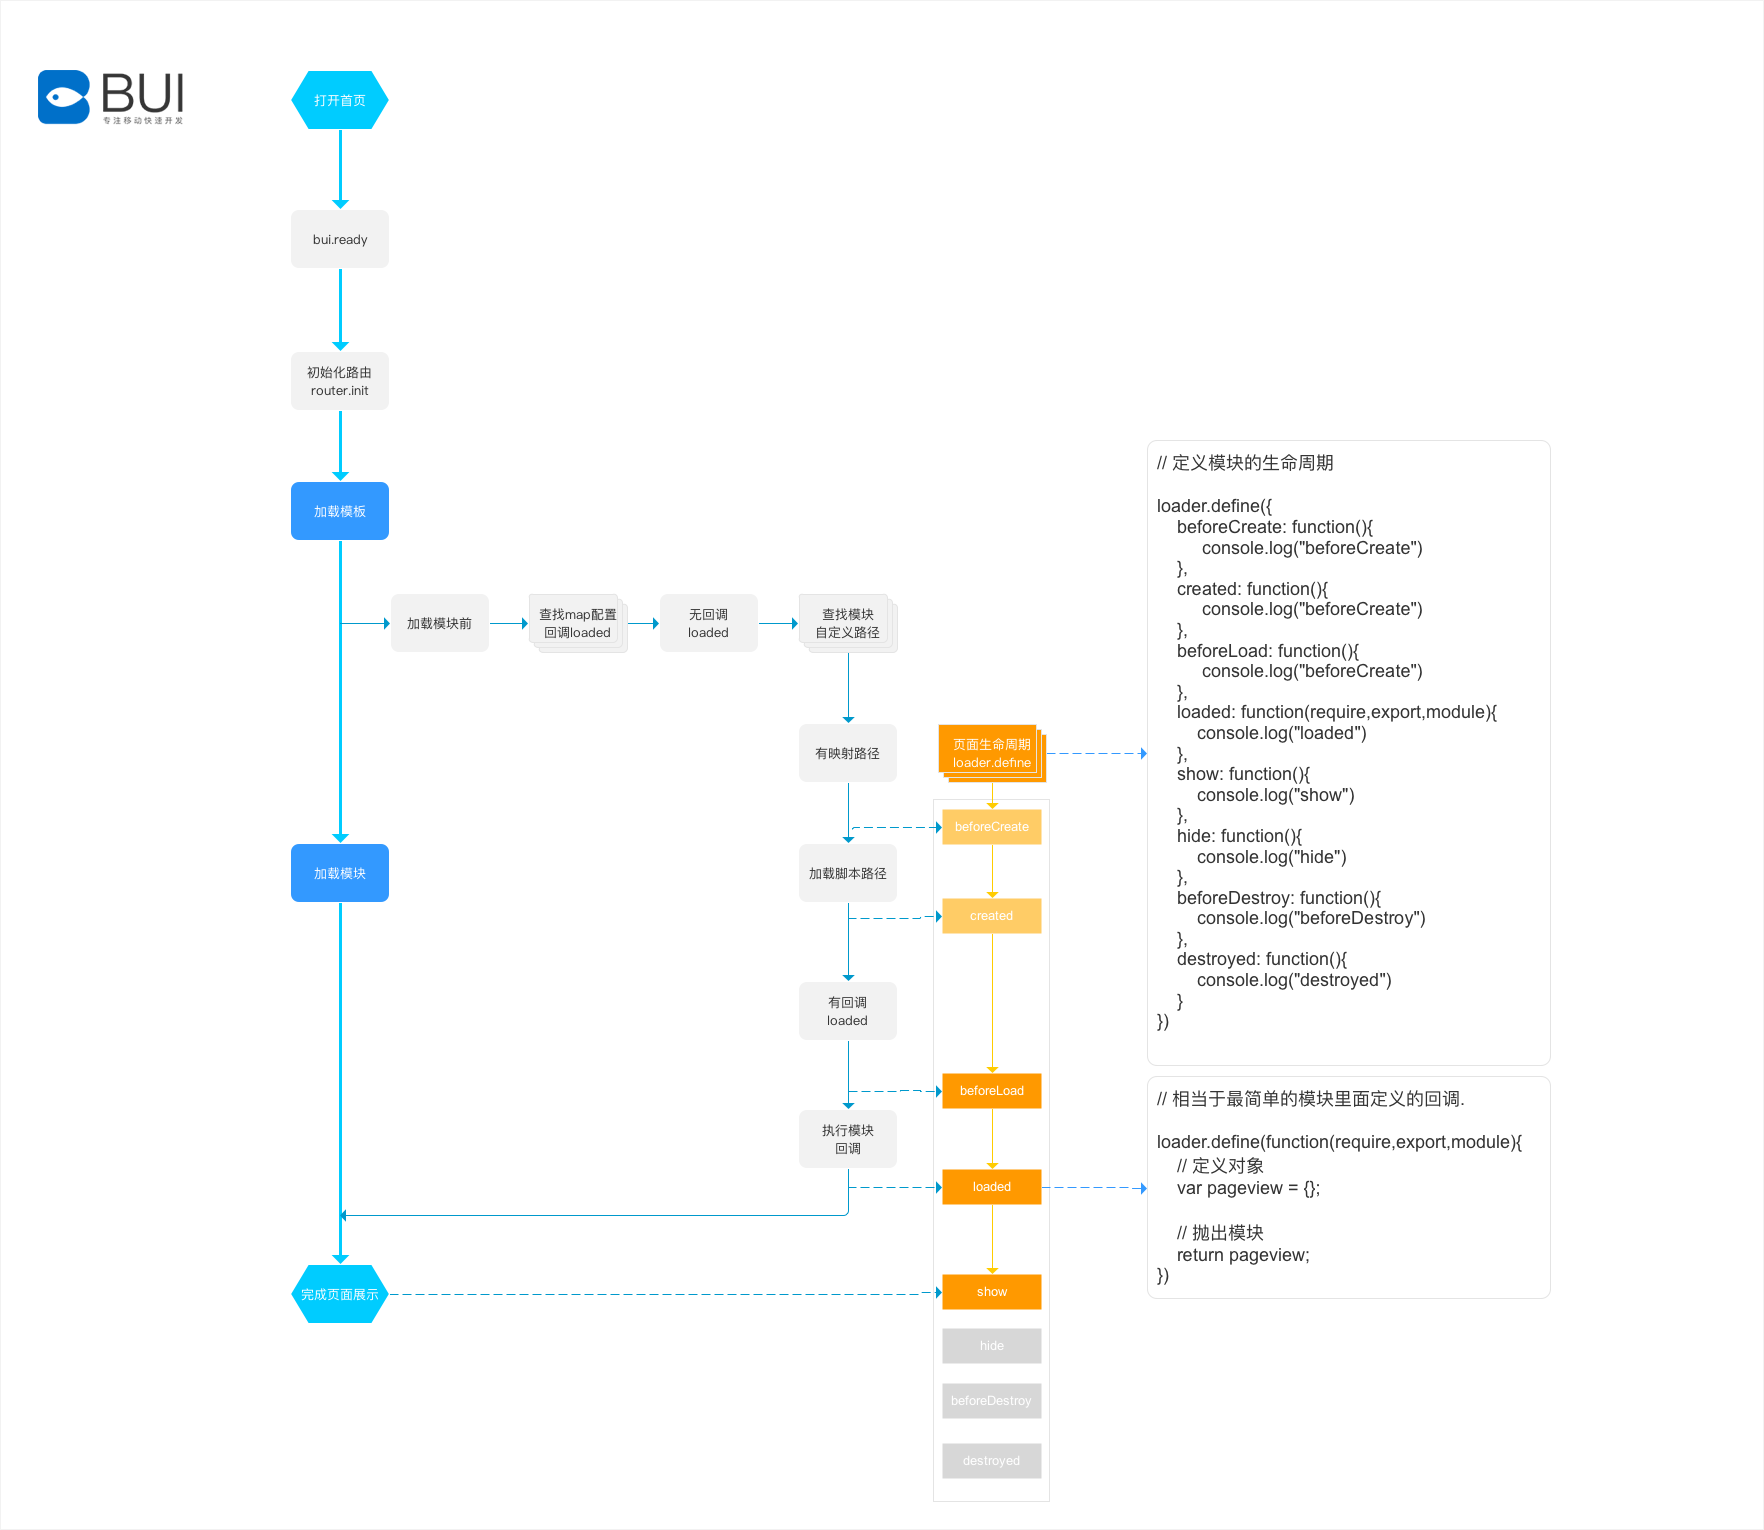 BUI
专注移动快速开发
打开首页
bui.ready
初始化路由
router.init
加载模板
加载模块前
查找map配置
回调loaded
无回调
loaded
查找模块
自定义路径
有映射路径
加载模块
加载脚本路径
有回调
loaded
执行模块
回调
完成页面展示
页面生命周期
loader.define
beforeCreate
created
beforeLoad
loaded
show
hide
beforeDestroy
destroyed
// 定义模块的生命周期
loader.define({
beforeCreate: function(){
console.log("beforeCreate")
},
created: function(){
console.log("beforeCreate")
},
beforeLoad: function(){
console.log("beforeCreate")
},
loaded: function(require,export,module){
console.log("loaded")
},
show: function(){
console.log("show")
},
hide: function(){
console.log("hide")
},
beforeDestroy: function(){
console.log("beforeDestroy")
},
destroyed: function(){
console.log("destroyed")
}
})
// 相当于最简单的模块里面定义的回调.
loader.define(function(require,export,module){
// 定义对象
var pageview = {};
// 抛出模块
return pageview;
})